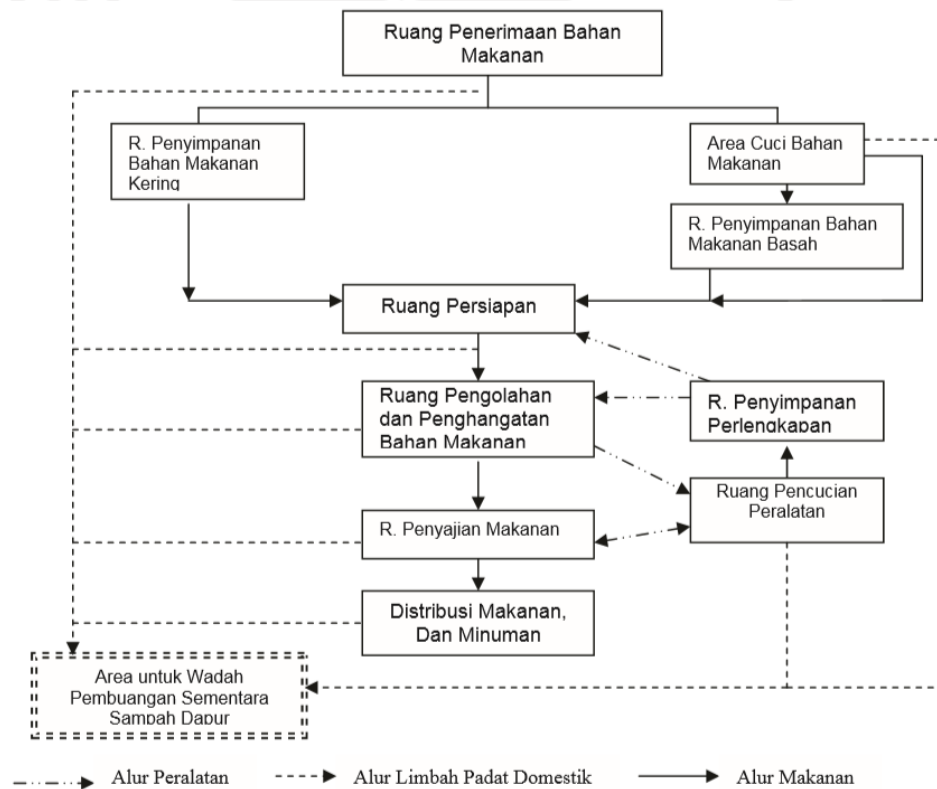 Ruang Penerimaan Bahan
Makanan
R. Penyimpanan
Bahan Makanan
Kering
Area Cuci Bahan
Makanan
R. Penyimpanan Bahan
Makanan Basah
Ruang Persiapan
Ruang Pengolahan
dan Penghangatan
Bahan Makanan
R. Penyimpanan
Perlengkapan
Ruang Pencucian
Peralatan
R. Penyajian Makanan
Distribusi Makanan,
Dan Minuman
Area untuk Wadah
Pembuangan Sementara
Sampah Dapur
Alur Peralatan
Alur Limbah Padat Domestik
Alur Makanan